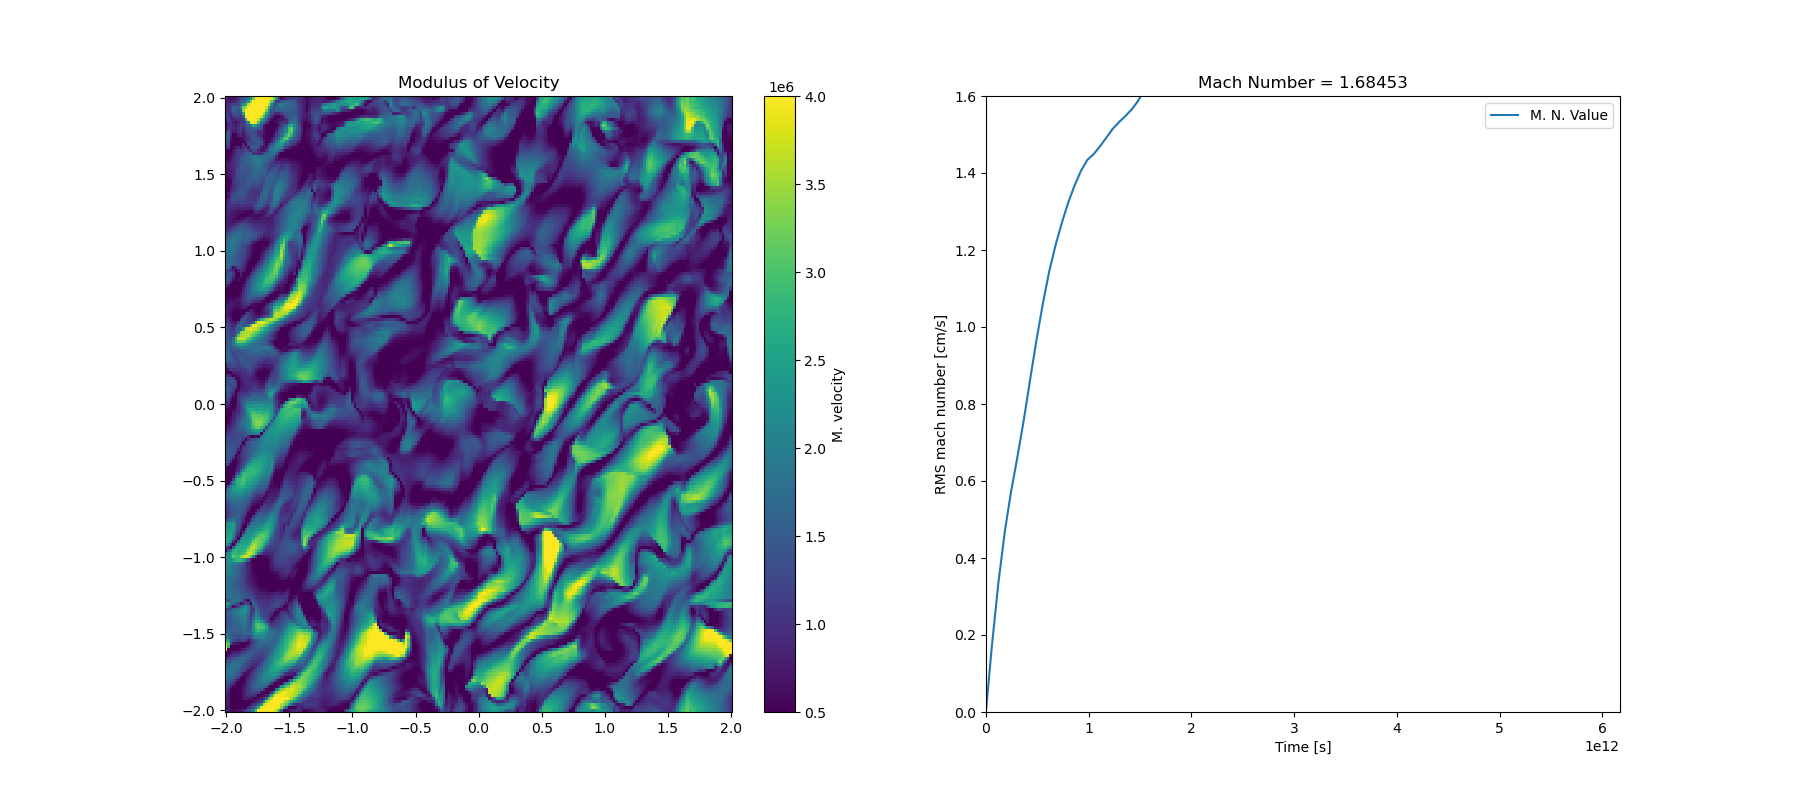 Modulus of Velocity
1e6
2.0
1.5
1.0
0.5
0.0
−0.5
−1.0
−1.5
−2.0
−2.0 −1.5 −1.0 −0.5 0.0 0.5 1.0 1.5 2.0
4.0
3.5
3.0
2.5
2.0
1.5
1.0
0.5
M. velocity
Mach Number = 1.68453
M. N. Value
RMS mach number [cm/s]
1.6
1.4
1.2
1.0
0.8
0.6
0.4
0.2
0.0
0 1 2 3 4 5 6
Time [s]
1e12